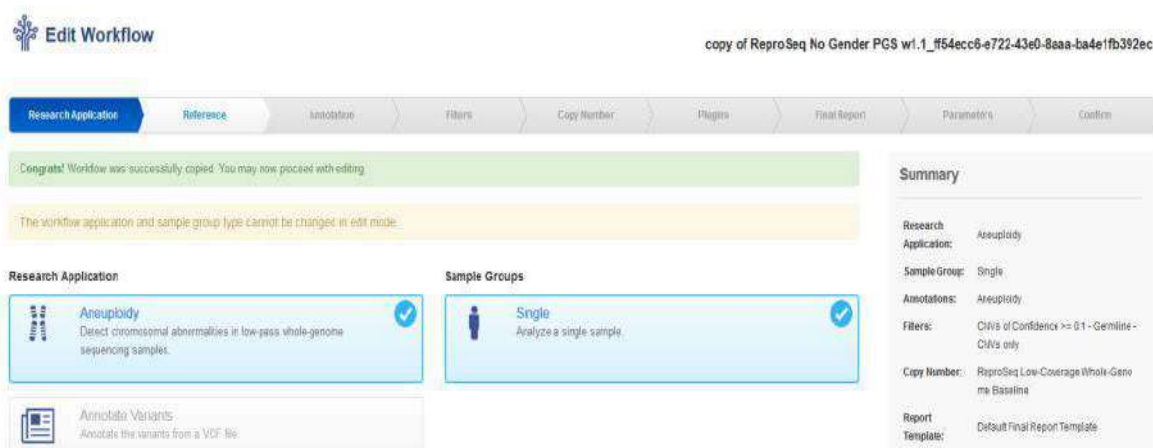 Edit Workflow
copy of ReproSeq No Gender PGS w1.1_ff54ecc6-e722-43e0-8aaa-ba4e1fb392ec
Research Application
Reference
Annotation
Filters
Copy Number
Plugins
Final Report
Parameters
Confirm
Congrats! Workflow was successfully copied. You may now proceed with editing.
The workflow application and sample group type cannot be changed in edit mode.
Research Application
Aneuploidy
Detect chromosomal abnormalities in low-pass whole-genome
sequencing samples.
Annotate Variants
Annotate the variants from a VCF file
Sample Groups
Single
Analyze a single sample.
Summary
Research
Application:
Aneuploidy
Sample Group: Single
Annotations: Aneuploidy
Filters: CNVs of Confidence >= 0.1 - Germline -
CNVs only
Copy Number: ReproSeq Low-Coverage Whole-Geno
me Baseline
Report
Template:
Default Final Report Template